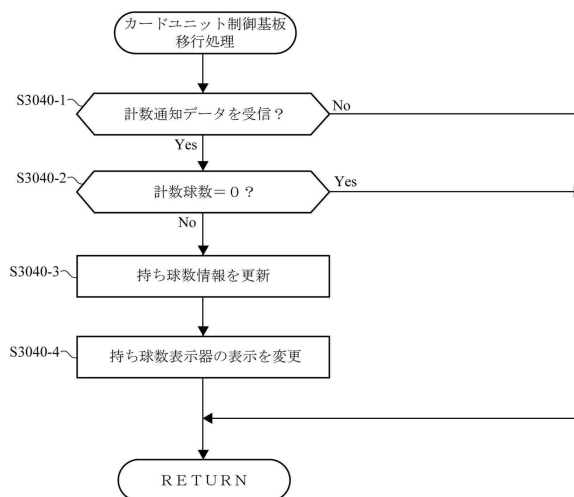 カードユニット制御基板
移行処理
S3040-1
計数通知データを受信？
No
Yes
S3040-2
計数球数＝０？
Yes
No
S3040-3
持ち球数情報を更新
S3040-4
持ち球数表示器の表示を変更
ＲＥＴＵＲＮ